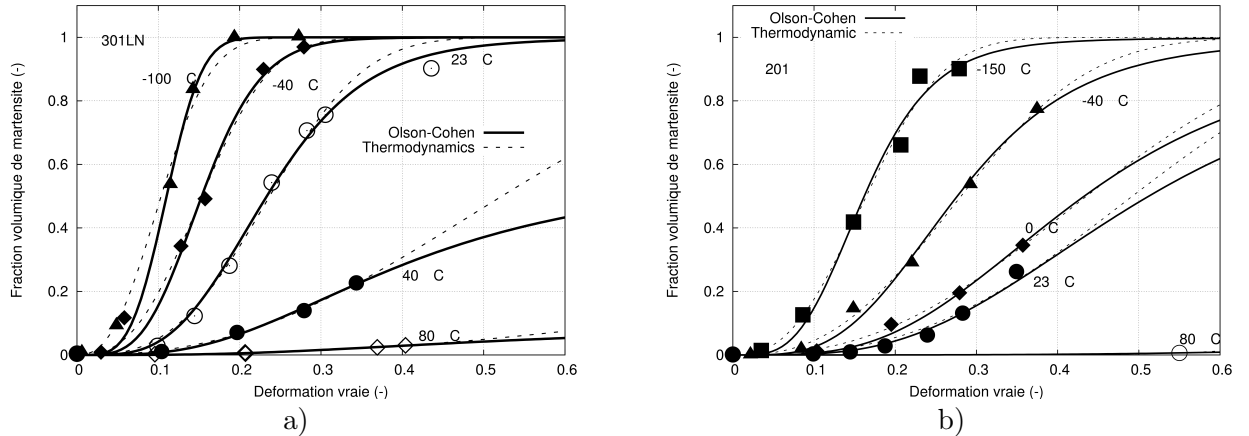 301LN
-100 C
-40 C
23 C
Olson-Cohen
Thermodynamics
40 C
80 C
Fraction volumique de martensite (-)
1
0.8
0.6
0.4
0.2
0
0 0.1 0.2 0.3 0.4 0.5 0.6
Deformation vraie (-)
a)
Olson-Cohen
Thermodynamic
201
-150 C
-40 C
0 C
23 C
80 C
Fraction volumique de martensite (-)
1
0.8
0.6
0.4
0.2
0
0 0.1 0.2 0.3 0.4 0.5 0.6
Deformation vraie (-)
b)